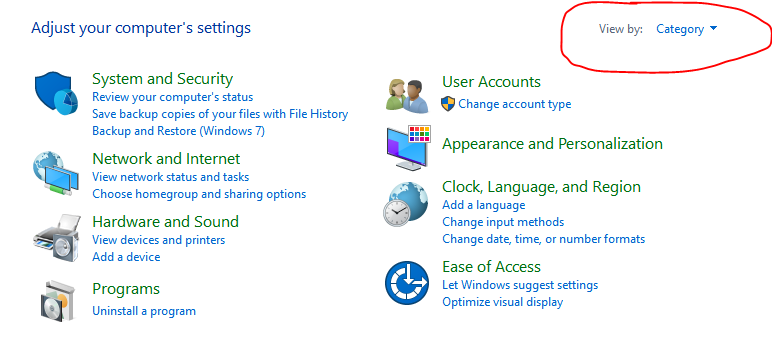 Adjust your computer's settings
View by: Category
System and Security
Review your computer's status
Save backup copies of your files with File History
Backup and Restore (Windows 7)
Network and Internet
View network status and tasks
Choose homegroup and sharing options
Hardware and Sound
View devices and printers
Add a device
Programs
Uninstall a program
User Accounts
Change account type
Appearance and Personalization
Clock, Language, and Region
Add a language
Change input methods
Change date, time, or number formats
Ease of Access
Let Windows suggest settings
Optimize visual display